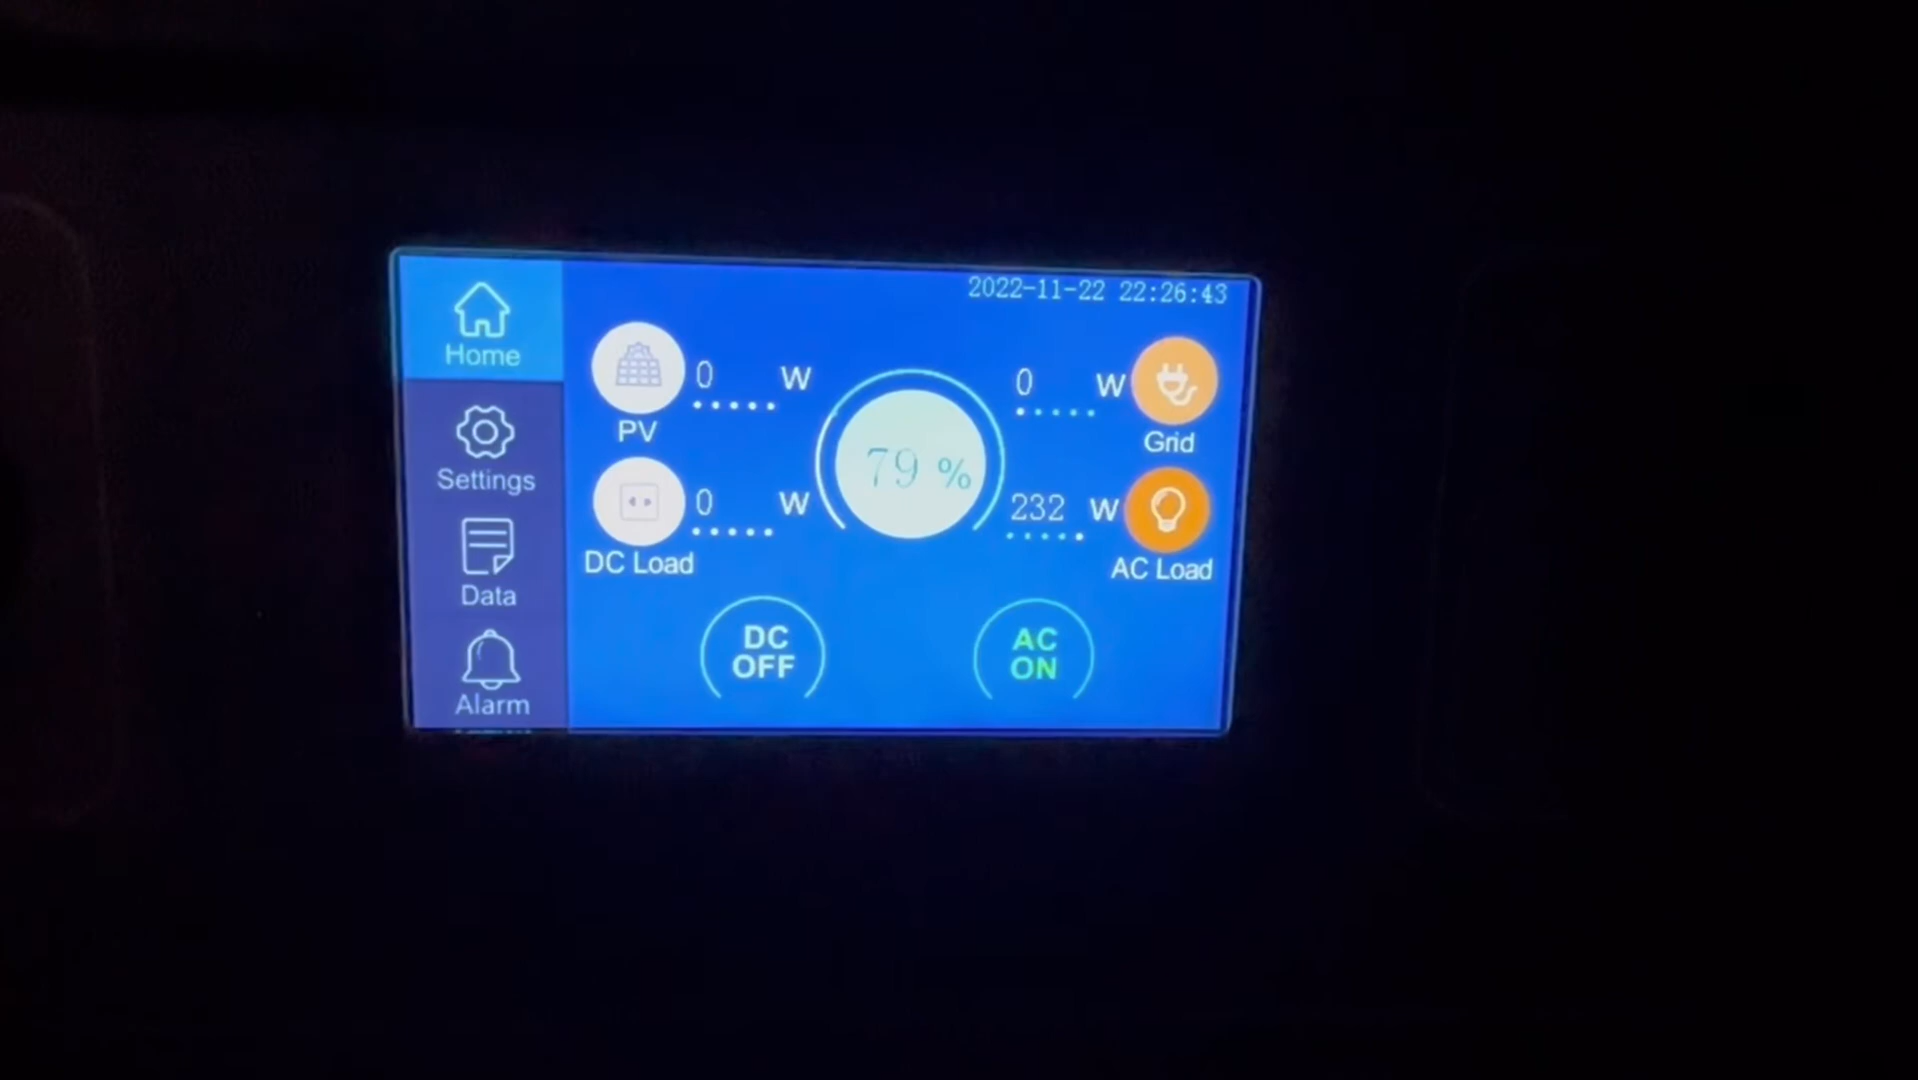 2022-11-22 22:26:43
Home
Settings
Data
Alarm
0 W
PV
0 W
DC Load
79 %
0 W
Grid
232 W
AC Load
DC
OFF
AC
ON